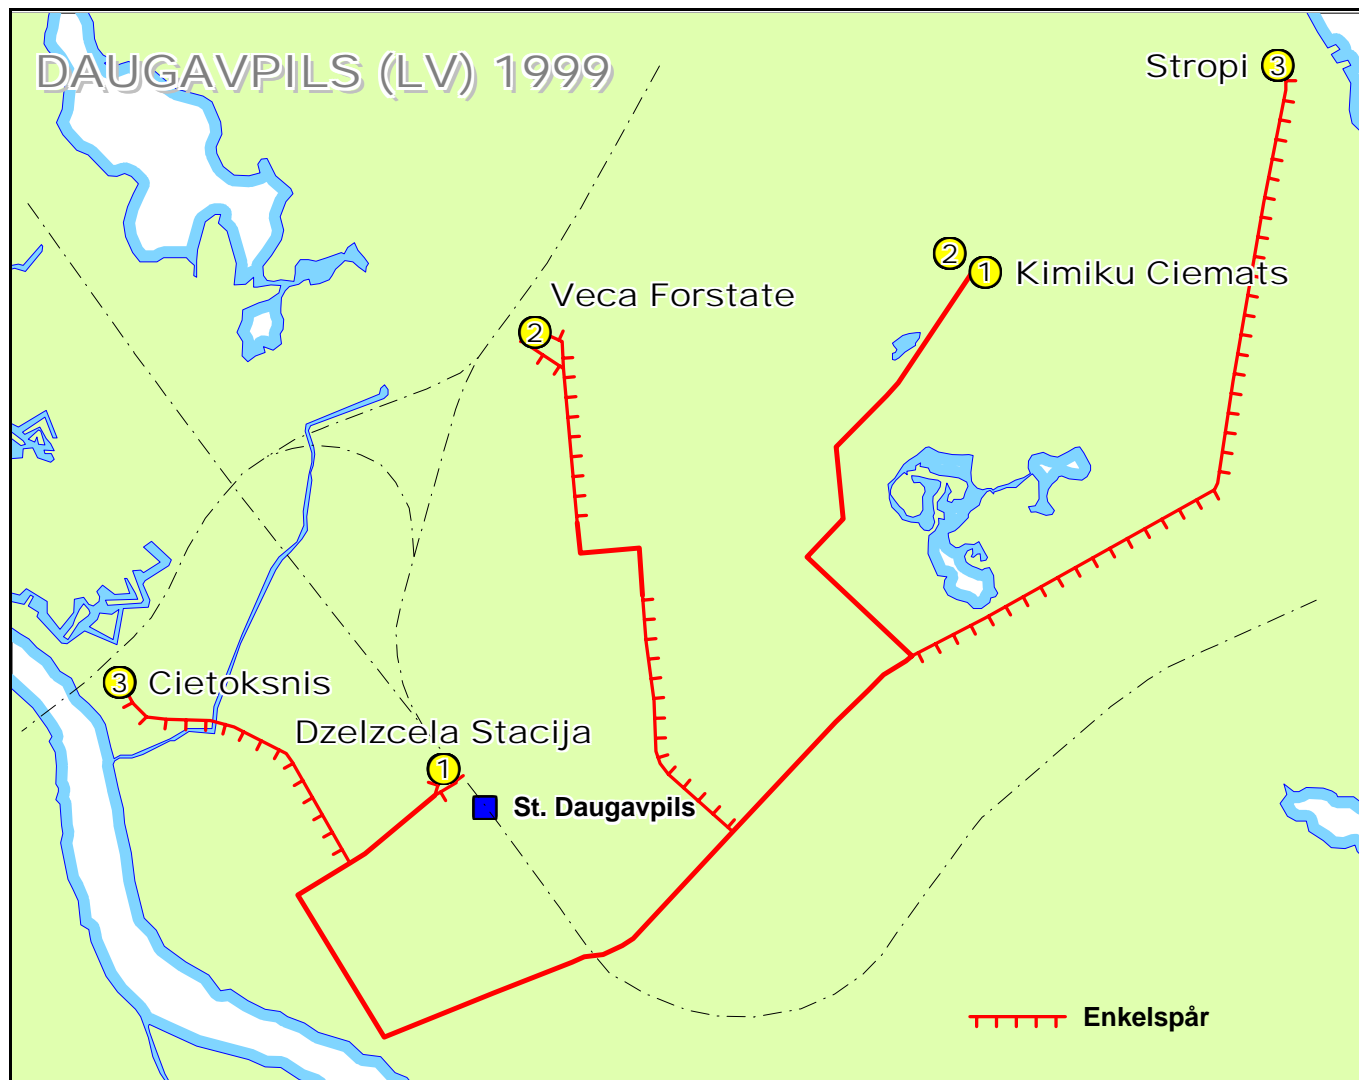 DAUGAVPILS (LV) 1999
Stropi 3
2
1 Kimiku Ciemats
Veca Forstate
2
3 Cietoksnis
Dzelzcela Stacija
1
St. Daugavpils
Enkelspår